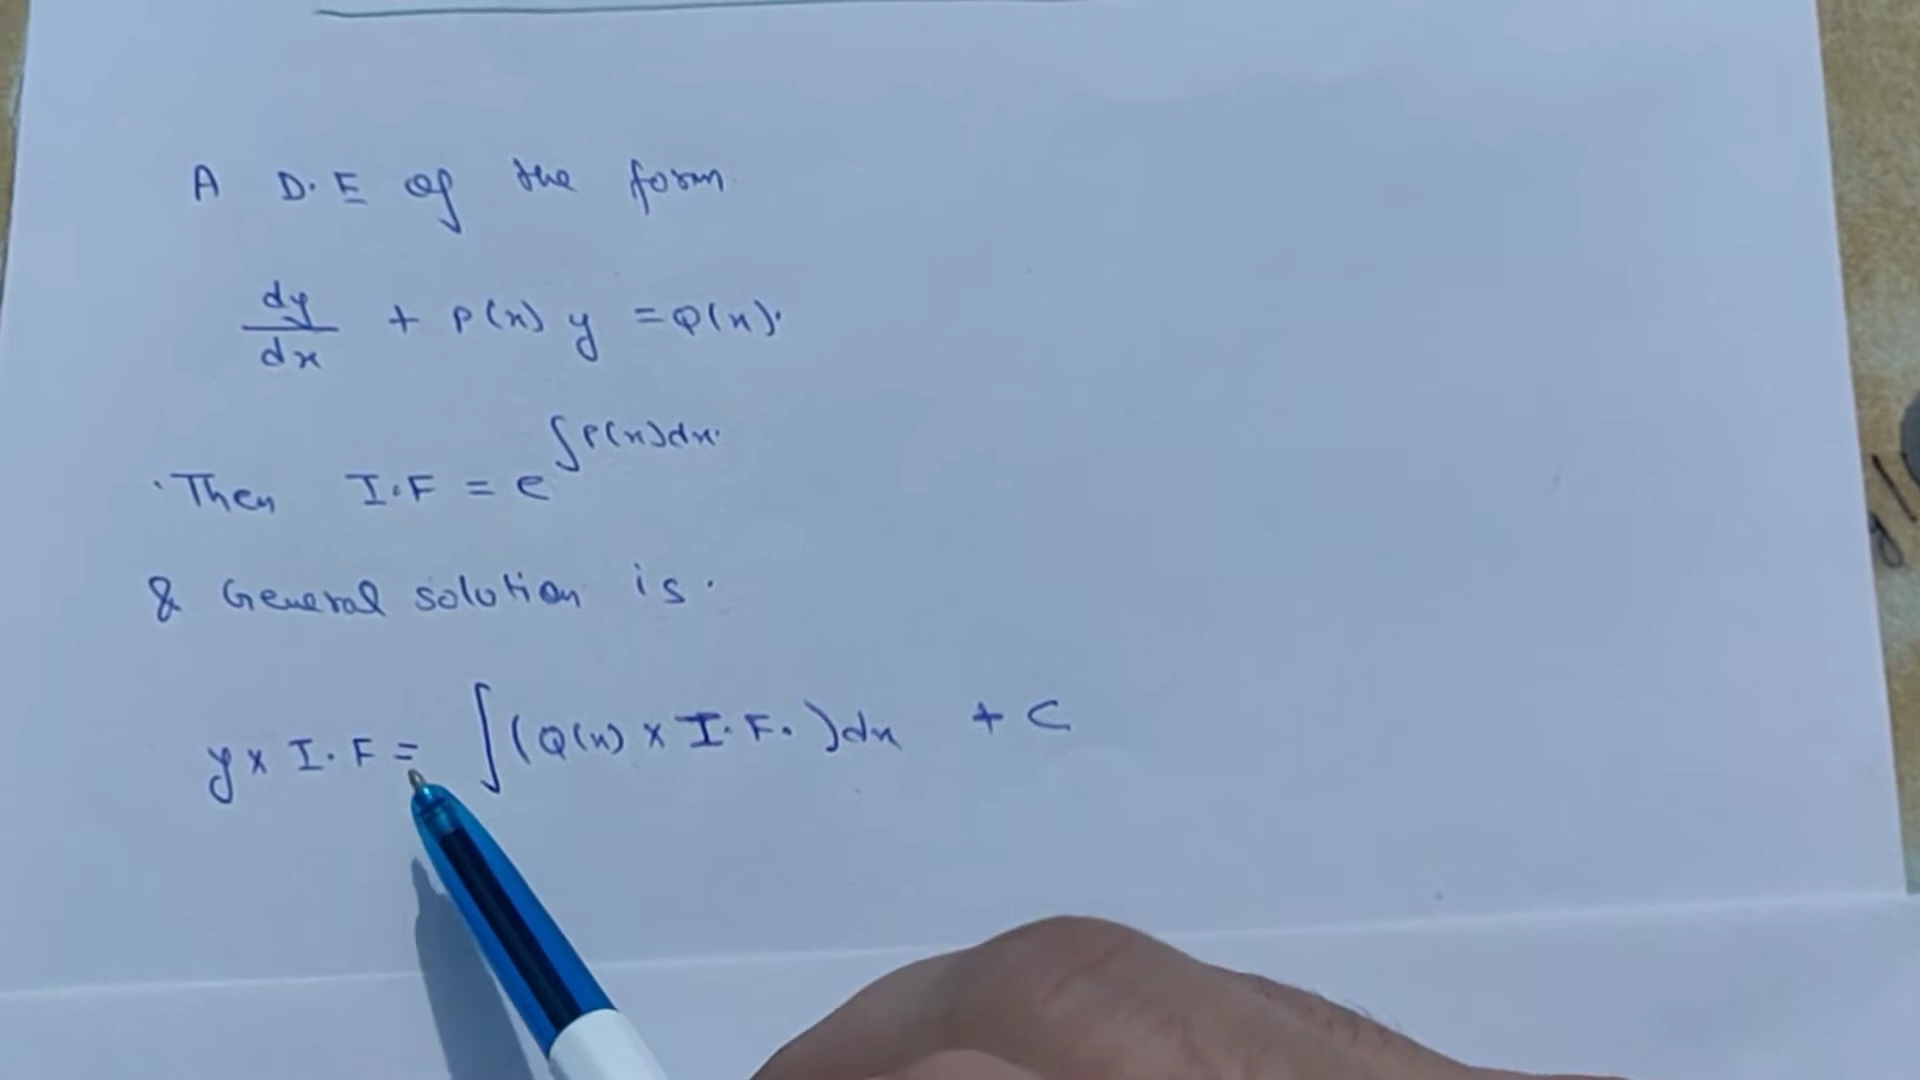 A D.E of the form
dy/dx + P(x) y = Q(x).
Then I.F = e^∫P(x)dx.
& General solution is.
y x I.F = ∫(Q(x) x I.F.)dx + C